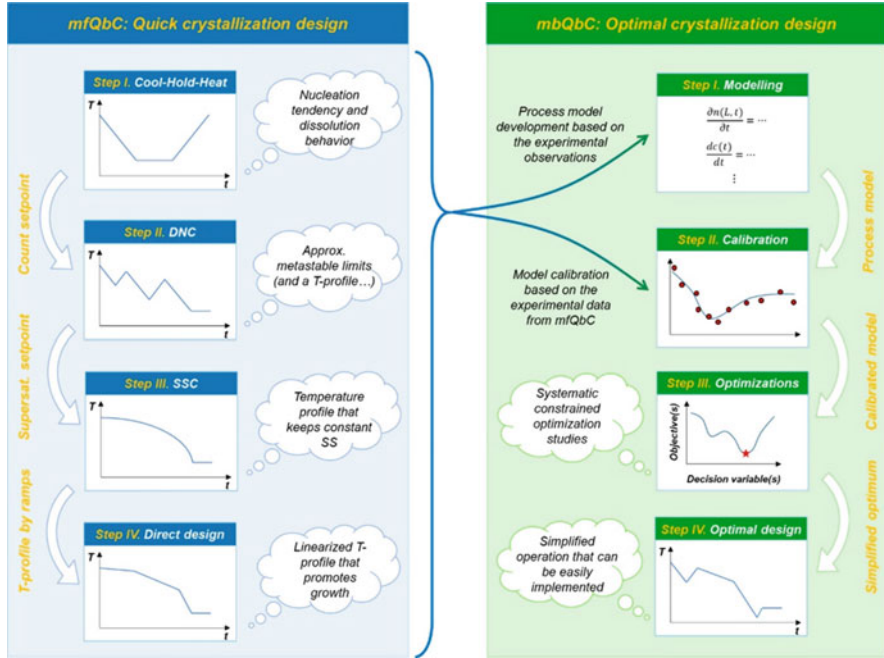 mfQbC: Quick crystallization design
Step I. Cool-Hold-Heat
T
t
Nucleation
tendency and
dissolution
behavior
Count setpoint
Step II. DNC
T
t
Approx.
metastable limits
(and a T-profile…)
Supersat. setpoint
Step III. SSC
T
t
Temperature
profile that
keeps constant
SS
T-profile by ramps
Step IV. Direct design
T
t
Linearized T-
profile that
promotes
growth
mbQbC: Optimal crystallization design
Process model
development based on
the experimental
observations
Step I. Modelling
∂n(L, t)
∂t
= ⋯
dc(t)
dt
= ⋯
⋮
Process model
Model calibration
based on the
experimental data
from mfQbC
Step II. Calibration
Calibrated model
Systematic
constrained
optimization
studies
Step III. Optimizations
Objective(s)
Decision variable(s)
Simplified optimum
Simplified
operation that can
be easily
implemented
Step IV. Optimal design
T
t